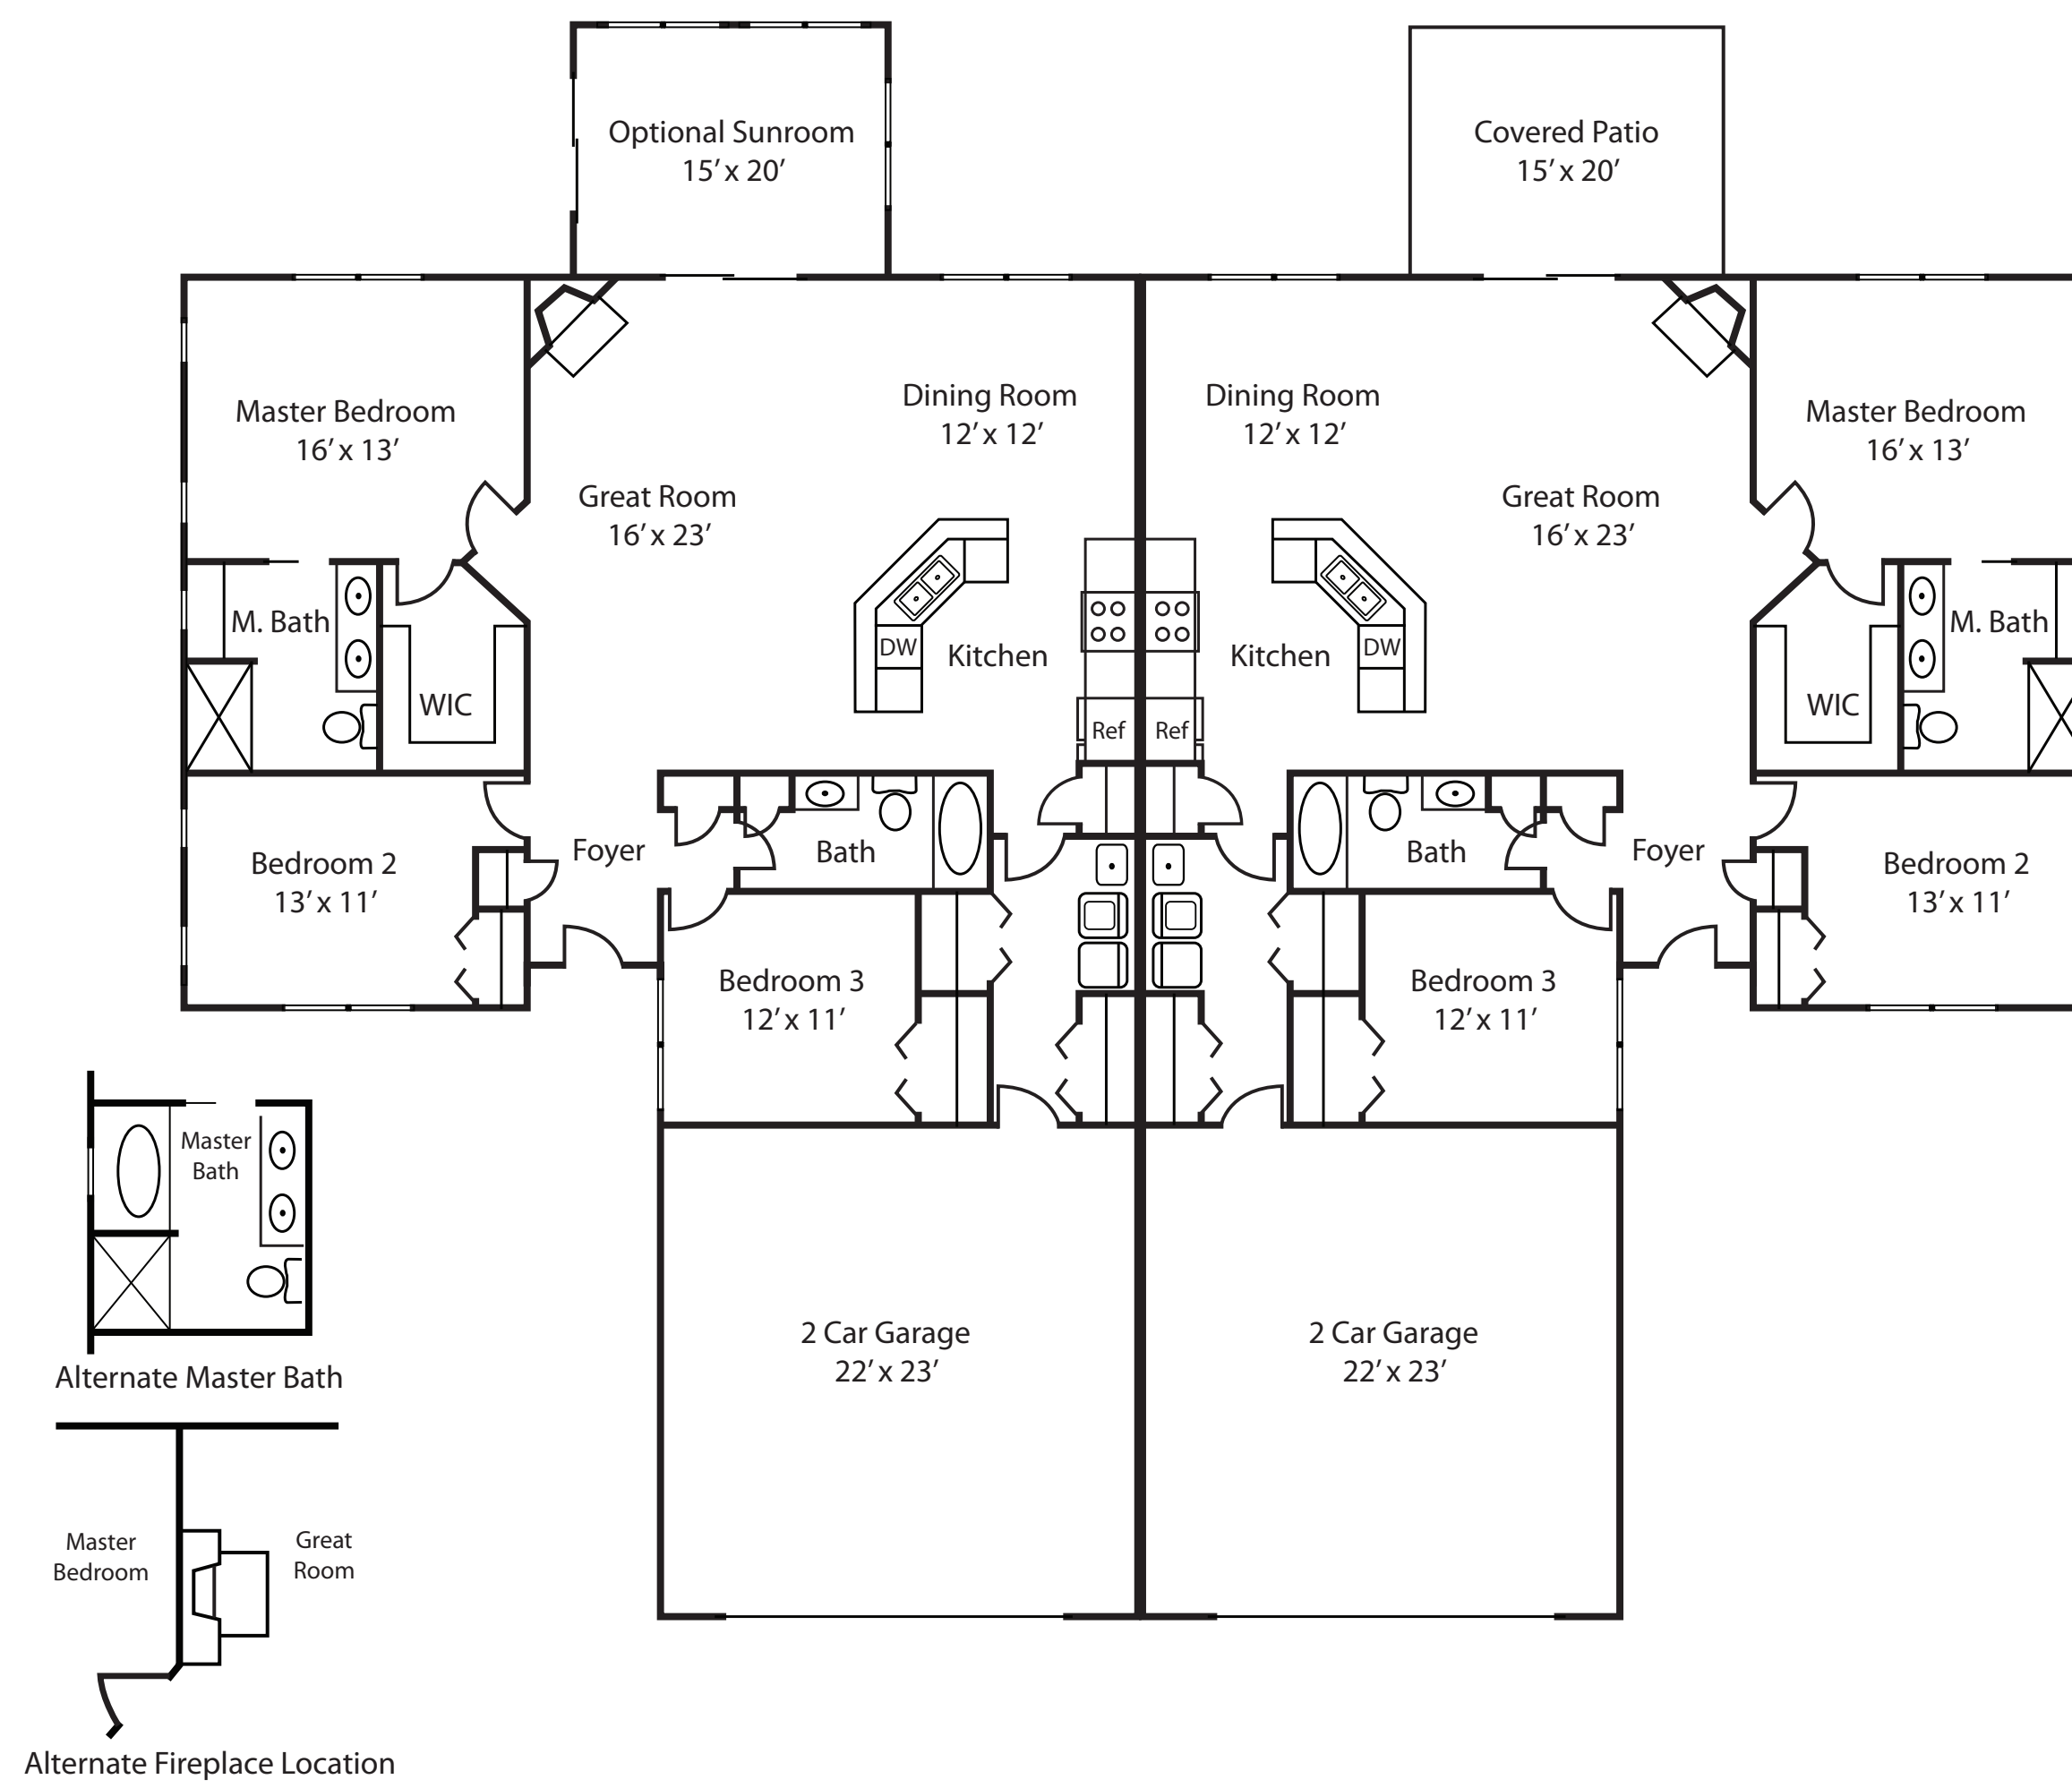 Optional Sunroom
15’ x 20’
Covered Patio
15’ x 20’
Master Bedroom
16’ x 13’
Great Room
16’ x 23’
Dining Room
12’ x 12’
Dining Room
12’ x 12’
Great Room
16’ x 23’
Master Bedroom
16’ x 13’
M. Bath
WIC
DW
Kitchen
Ref
Ref
Kitchen
DW
WIC
M. Bath
Bedroom 2
13’ x 11’
Foyer
Bath
Bath
Foyer
Bedroom 2
13’ x 11’
Bedroom 3
12’ x 11’
Bedroom 3
12’ x 11’
Master
Bath
Alternate Master Bath
2 Car Garage
22’ x 23’
2 Car Garage
22’ x 23’
Master
Bedroom
Great
Room
Alternate Fireplace Location